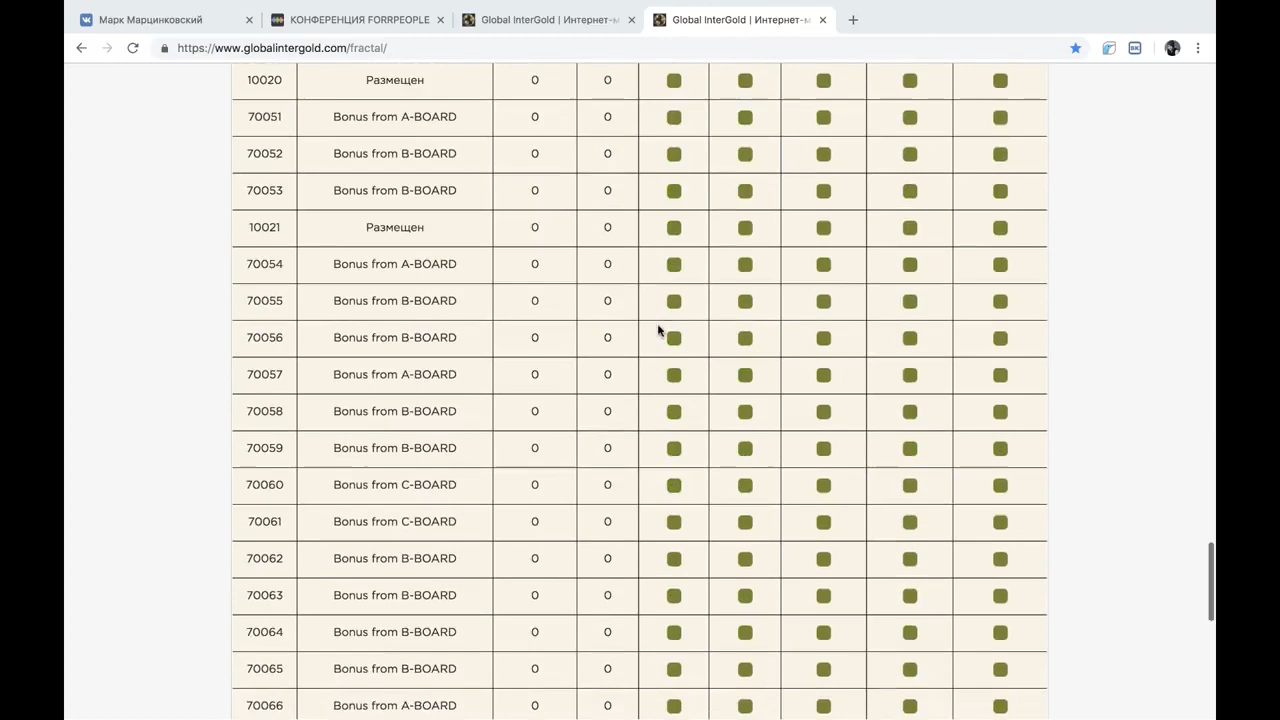 Марк Марцинковский
КОНФЕРЕНЦИЯ FORRPEOPLE
Global InterGold | Интернет-м
Global InterGold | Интернет-м
https://www.globalintergold.com/fractal/
10020 Размещен 0 0
70051 Bonus from A-BOARD 0 0
70052 Bonus from B-BOARD 0 0
70053 Bonus from B-BOARD 0 0
10021 Размещен 0 0
70054 Bonus from A-BOARD 0 0
70055 Bonus from B-BOARD 0 0
70056 Bonus from B-BOARD 0 0
70057 Bonus from A-BOARD 0 0
70058 Bonus from B-BOARD 0 0
70059 Bonus from B-BOARD 0 0
70060 Bonus from C-BOARD 0 0
70061 Bonus from C-BOARD 0 0
70062 Bonus from B-BOARD 0 0
70063 Bonus from B-BOARD 0 0
70064 Bonus from B-BOARD 0 0
70065 Bonus from B-BOARD 0 0
70066 Bonus from A-BOARD 0 0